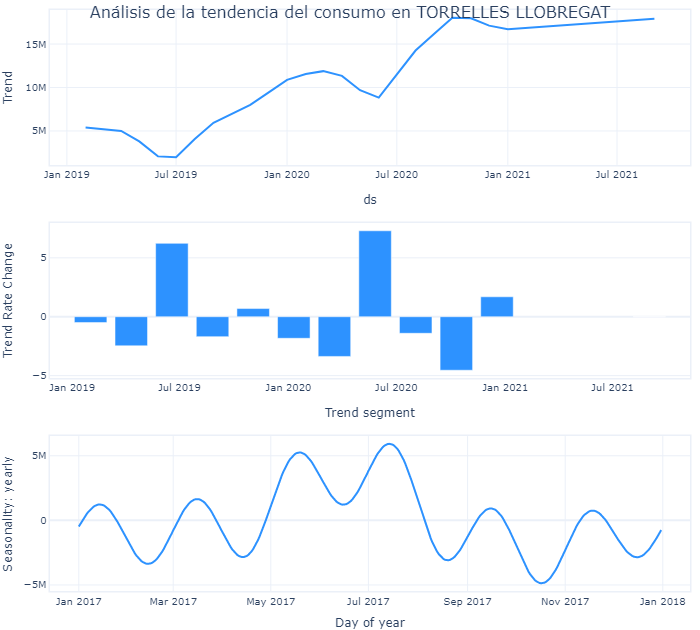 Análisis de la tendencia del consumo en TORRELLES LLOBREGAT
Trend
15M
10M
5M
Jan 2019 Jul 2019 Jan 2020 Jul 2020 Jan 2021 Jul 2021
ds
Trend Rate Change
5
0
−5
Jan 2019 Jul 2019 Jan 2020 Jul 2020 Jan 2021 Jul 2021
Trend segment
Seasonality: yearly
5M
0
−5M
Jan 2017 Mar 2017 May 2017 Jul 2017 Sep 2017 Nov 2017 Jan 2018
Day of year